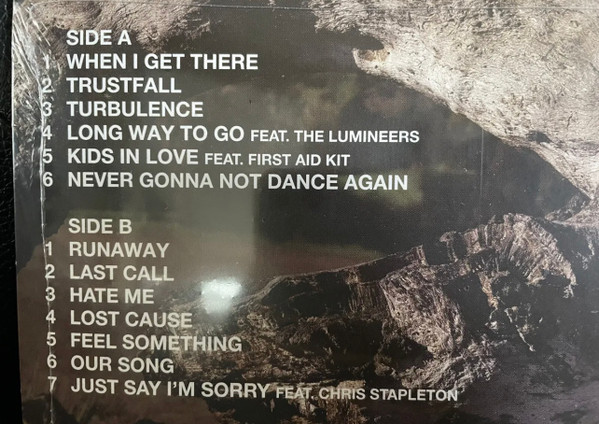 SIDE A
1 WHEN I GET THERE
2 TRUSTFALL
3 TURBULENCE
4 LONG WAY TO GO FEAT. THE LUMINEERS
5 KIDS IN LOVE FEAT. FIRST AID KIT
6 NEVER GONNA NOT DANCE AGAIN
SIDE B
1 RUNAWAY
2 LAST CALL
3 HATE ME
4 LOST CAUSE
5 FEEL SOMETHING
6 OUR SONG
7 JUST SAY I'M SORRY FEAT. CHRIS STAPLETON